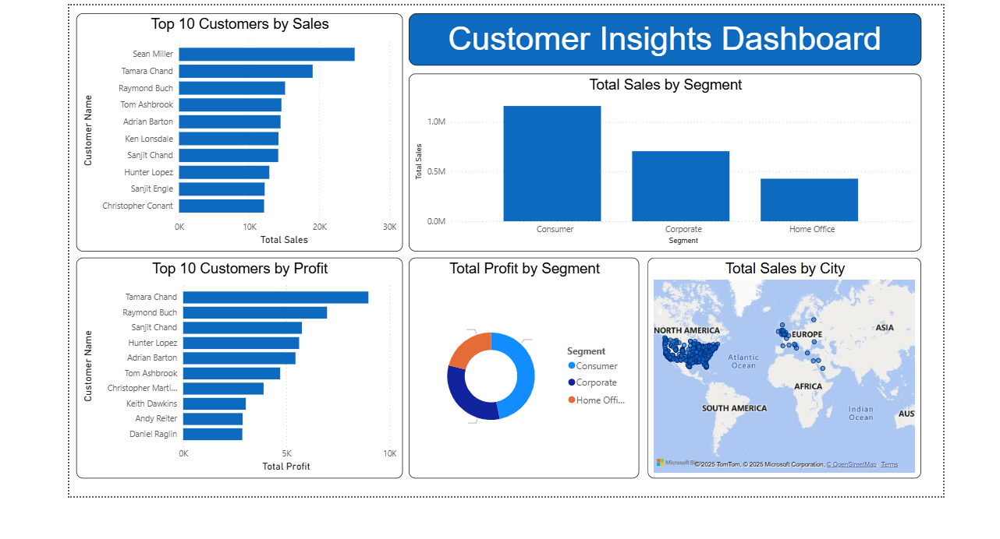 Top 10 Customers by Sales
Customer Name
Sean Miller
Tamara Chand
Raymond Buch
Tom Ashbrook
Adrian Barton
Ken Lonsdale
Sanjit Chand
Hunter Lopez
Sanjit Engle
Christopher Conant
0K 10K 20K 30K
Total Sales
Customer Insights Dashboard
Total Sales by Segment
Total Sales
1.0M
0.5M
0.0M
Consumer Corporate Home Office
Segment
Top 10 Customers by Profit
Customer Name
Tamara Chand
Raymond Buch
Sanjit Chand
Hunter Lopez
Adrian Barton
Tom Ashbrook
Christopher Marti...
Keith Dawkins
Andy Reiter
Daniel Raglin
0K 5K 10K
Total Profit
Total Profit by Segment
Segment
Consumer
Corporate
Home Offi...
Total Sales by City
NORTH AMERICA
EUROPE
ASIA
Atlantic
Ocean
AFRICA
SOUTH AMERICA
Indian
Ocean
AUS
Microsoft
© 2025 TomTom, © 2025 Microsoft Corporation, © OpenStreetMap Terms